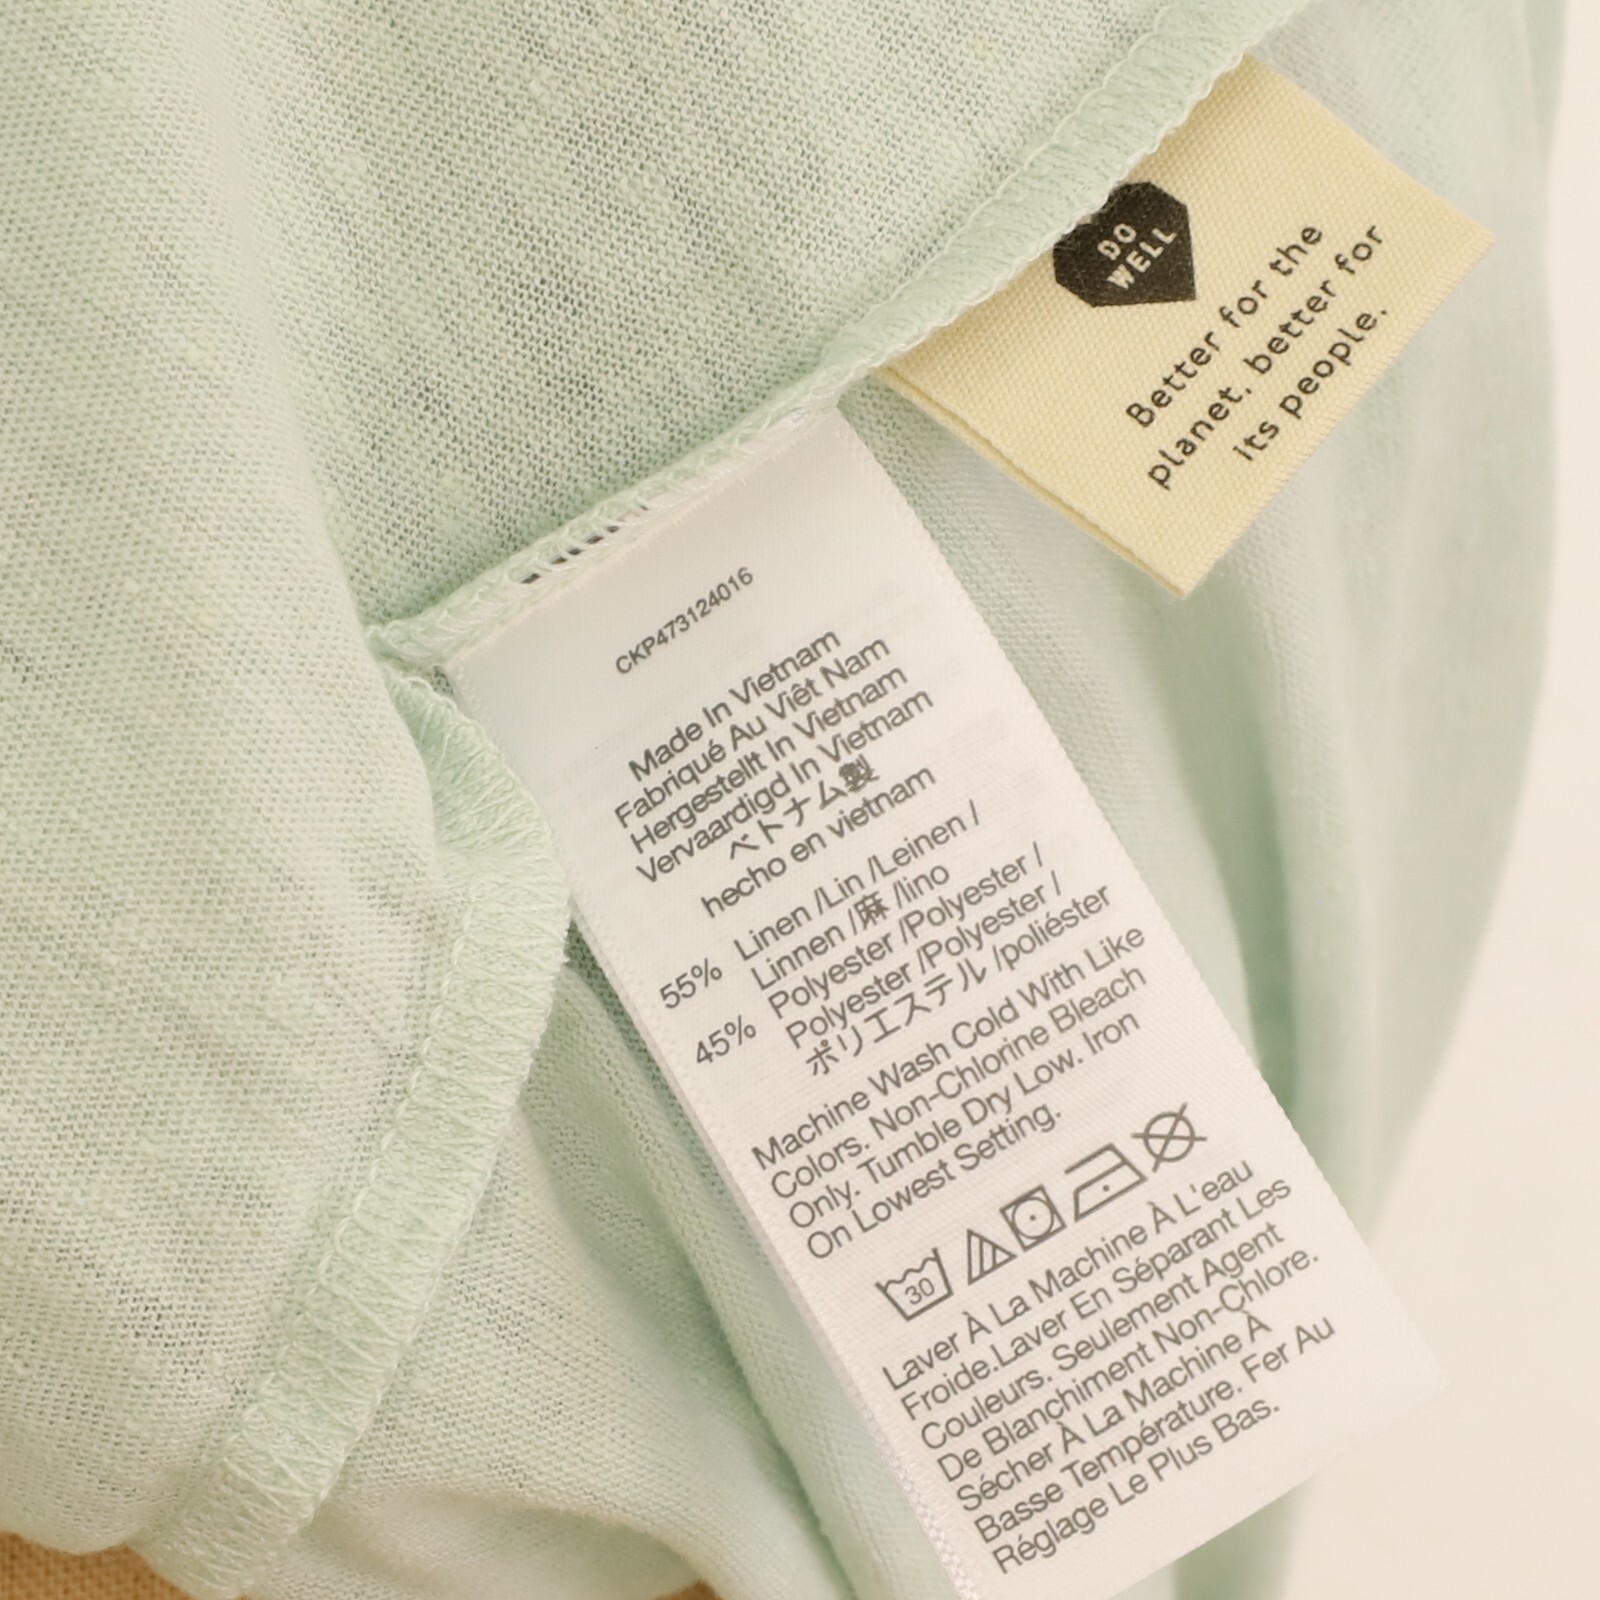 DO
WELL
Better for the
planet, better for
its people.
CKP473124016
Made In Vietnam
Fabriqué Au Viêt Nam
Hergestellt In Vietnam
Vervaardigd In Vietnam
ベトナム製
hecho en vietnam
55% Linen /Lin /Leinen /
Linnen /麻 /lino
45% Polyester /Polyester /
Polyester /Polyester /
ポリエステル /poliéster
Machine Wash Cold With Like
Colors. Non-Chlorine Bleach
Only. Tumble Dry Low. Iron
On Lowest Setting.
30
Laver À La Machine À L'eau
Froide.Laver En Séparant Les
Couleurs. Seulement Agent
De Blanchiment Non-Chlore.
Sécher À La Machine À
Basse Température. Fer Au
Réglage Le Plus Bas.